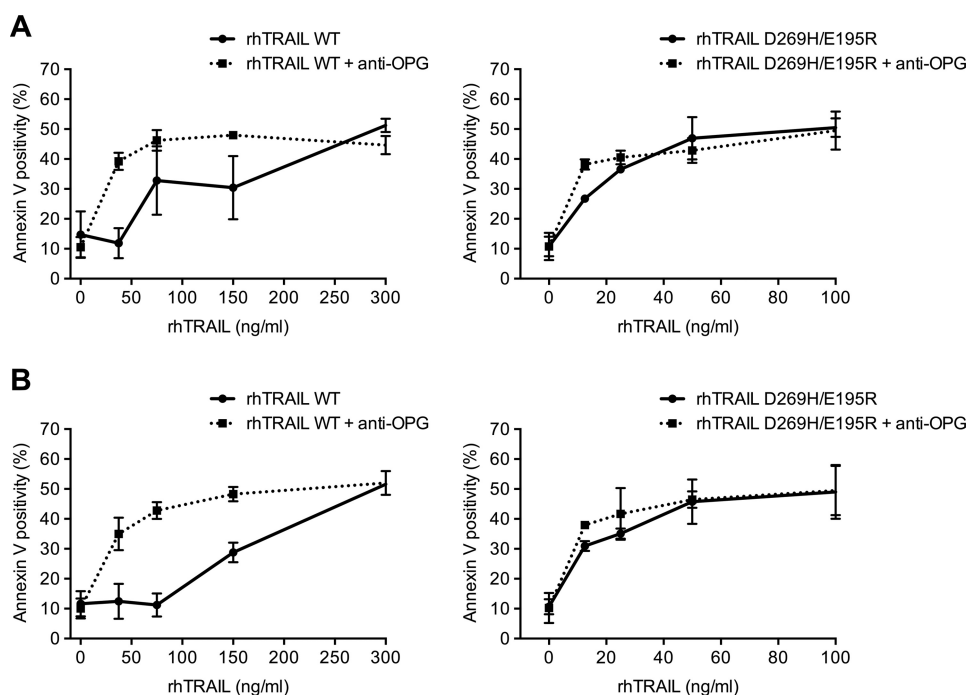 A
rhTRAIL WT
rhTRAIL WT + anti-OPG
70
60
50
40
30
20
10
0
Annexin V positivity (%)
0 50 100 150 200 250 300
rhTRAIL (ng/ml)
rhTRAIL D269H/E195R
rhTRAIL D269H/E195R + anti-OPG
70
60
50
40
30
20
10
0
Annexin V positivity (%)
0 20 40 60 80 100
rhTRAIL (ng/ml)
B
rhTRAIL WT
rhTRAIL WT + anti-OPG
70
60
50
40
30
20
10
0
Annexin V positivity (%)
0 50 100 150 200 250 300
rhTRAIL (ng/ml)
rhTRAIL D269H/E195R
rhTRAIL D269H/E195R + anti-OPG
70
60
50
40
30
20
10
0
Annexin V positivity (%)
0 20 40 60 80 100
rhTRAIL (ng/ml)